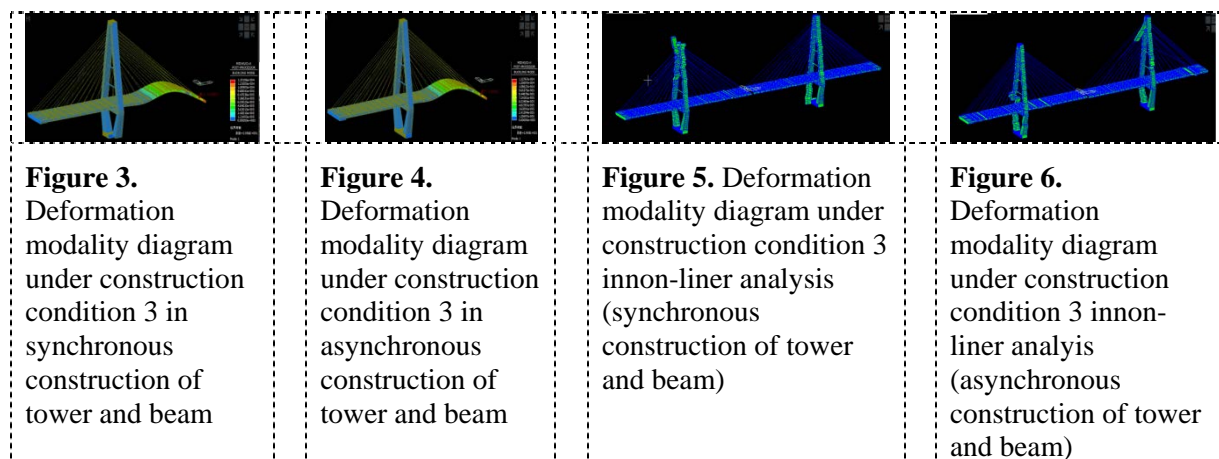 Figure 3.
Deformation
modality diagram
under construction
condition 3 in
synchronous
construction of
tower and beam
Figure 4.
Deformation
modality diagram
under construction
condition 3 in
asynchronous
construction of
tower and beam
Figure 5. Deformation
modality diagram under
construction condition 3
innon-liner analysis
(synchronous
construction of tower
and beam)
Figure 6.
Deformation
modality diagram
under construction
condition 3 innon-
liner analyis
(asynchronous
construction of tower
and beam)